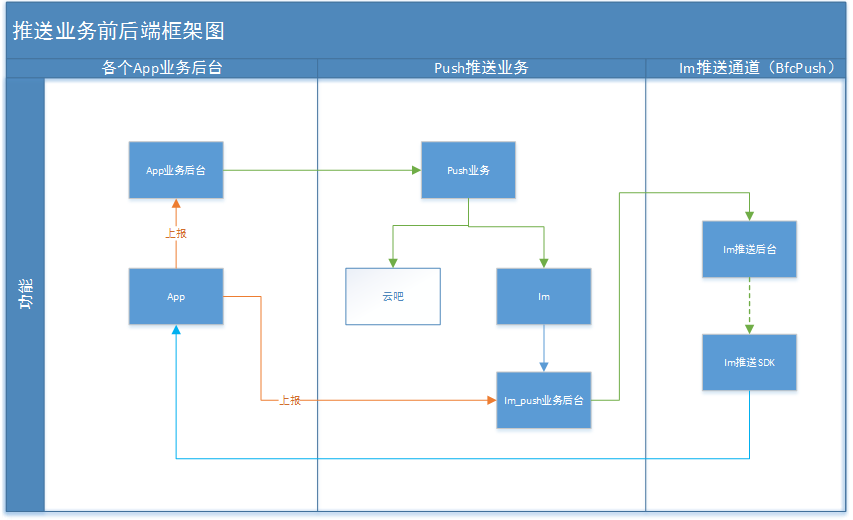 推送业务前后端框架图
各个App业务后台
Push推送业务
Im推送通道（BfcPush）
功能
App业务后台
Push业务
上报
Im推送后台
App
云吧
Im
Im推送SDK
上报
Im_push业务后台